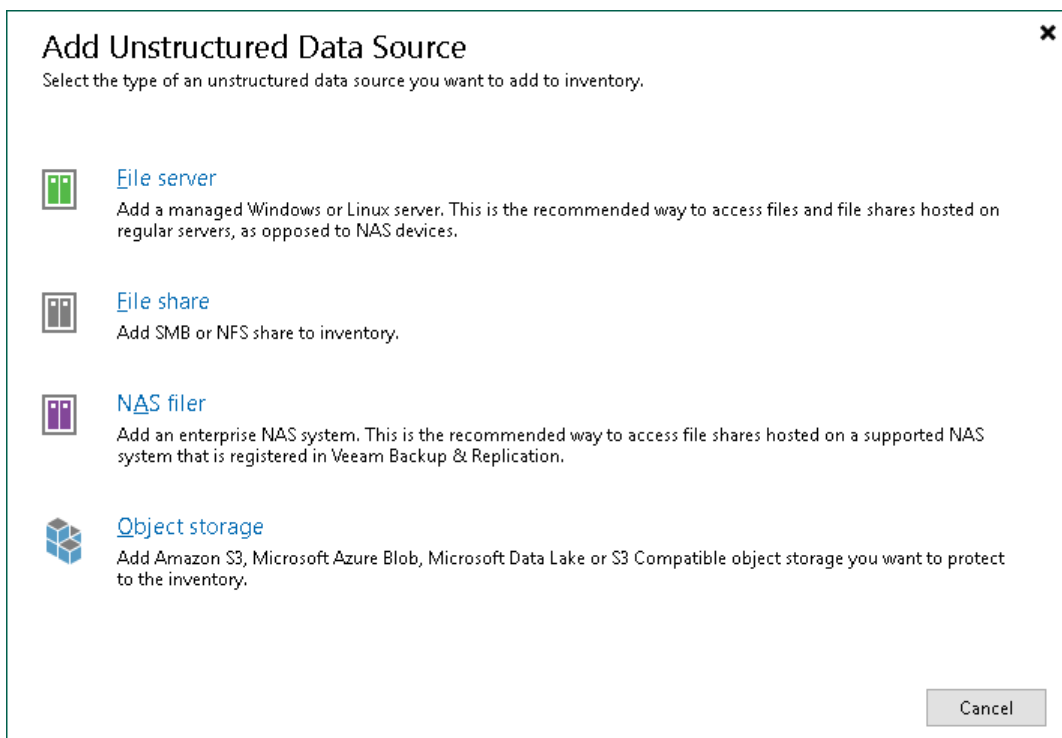 Add Unstructured Data Source
Select the type of an unstructured data source you want to add to inventory.
File server
Add a managed Windows or Linux server. This is the recommended way to access files and file shares hosted on
regular servers, as opposed to NAS devices.
File share
Add SMB or NFS share to inventory.
NAS filer
Add an enterprise NAS system. This is the recommended way to access file shares hosted on a supported NAS
system that is registered in Veeam Backup & Replication.
Object storage
Add Amazon S3, Microsoft Azure Blob, Microsoft Data Lake or S3 Compatible object storage you want to protect
to the inventory.
Cancel